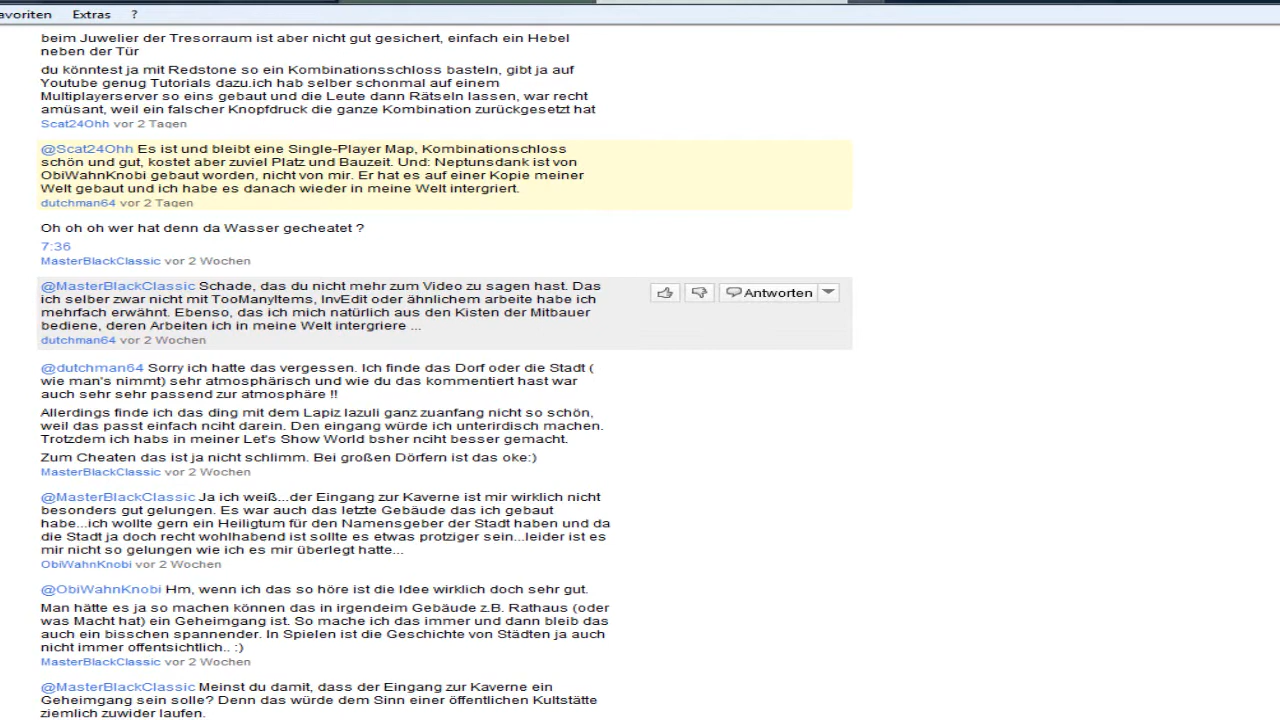 avoriten Extras ?
beim Juwelier der Tresorraum ist aber nicht gut gesichert, einfach ein Hebel
neben der Tür
du könntest ja mit Redstone so ein Kombinationsschloss basteln, gibt ja auf
Youtube genug Tutorials dazu.ich hab selber schonmal auf einem
Multiplayerserver so eins gebaut und die Leute dann Rätseln lassen, war recht
amüsant, weil ein falscher Knopfdruck die ganze Kombination zurückgesetzt hat
Scat24Ohh vor 2 Tagen
@Scat24Ohh Es ist und bleibt eine Single-Player Map, Kombinationschloss
schön und gut, kostet aber zuviel Platz und Bauzeit. Und: Neptunsdank ist von
ObiWahnKnobi gebaut worden, nicht von mir. Er hat es auf einer Kopie meiner
Welt gebaut und ich habe es danach wieder in meine Welt intergriert.
dutchman64 vor 2 Tagen
Oh oh oh wer hat denn da Wasser gecheatet ?
7:36
MasterBlackClassic vor 2 Wochen
@MasterBlackClassic Schade, das du nicht mehr zum Video zu sagen hast. Das
ich selber zwar nicht mit TooManyItems, InvEdit oder ähnlichem arbeite habe ich
mehrfach erwähnt. Ebenso, das ich mich natürlich aus den Kisten der Mitbauer
bediene, deren Arbeiten ich in meine Welt intergriere ...
dutchman64 vor 2 Wochen
Antworten
@dutchman64 Sorry ich hatte das vergessen. Ich finde das Dorf oder die Stadt (
wie man's nimmt) sehr atmosphärisch und wie du das kommentiert hast war
auch sehr sehr passend zur atmosphäre !!
Allerdings finde ich das ding mit dem Lapiz lazuli ganz zuanfang nicht so schön,
weil das passt einfach nciht darein. Den eingang würde ich unterirdisch machen.
Trotzdem ich habs in meiner Let's Show World bsher nciht besser gemacht.
Zum Cheaten das ist ja nicht schlimm. Bei großen Dörfern ist das oke:)
MasterBlackClassic vor 2 Wochen
@MasterBlackClassic Ja ich weiß...der Eingang zur Kaverne ist mir wirklich nicht
besonders gut gelungen. Es war auch das letzte Gebäude das ich gebaut
habe...ich wollte gern ein Heiligtum für den Namensgeber der Stadt haben und da
die Stadt ja doch recht wohlhabend ist sollte es etwas protziger sein...leider ist es
mir nicht so gelungen wie ich es mir überlegt hatte...
ObiWahnKnobi vor 2 Wochen
@ObiWahnKnobi Hm, wenn ich das so höre ist die Idee wirklich doch sehr gut.
Man hätte es ja so machen können das in irgendeim Gebäude z.B. Rathaus (oder
was Macht hat) ein Geheimgang ist. So mache ich das immer und dann bleib das
auch ein bisschen spannender. In Spielen ist die Geschichte von Städten ja auch
nicht immer offentsichtlich.. :)
MasterBlackClassic vor 2 Wochen
@MasterBlackClassic Meinst du damit, dass der Eingang zur Kaverne ein
Geheimgang sein solle? Denn das würde dem Sinn einer öffentlichen Kultstätte
ziemlich zuwider laufen.